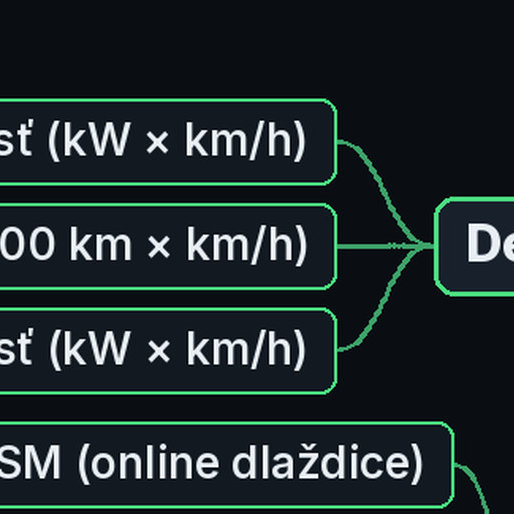 sť (kW × km/h)
00 km × km/h)
De
sť (kW × km/h)
SM (online dlaždice)